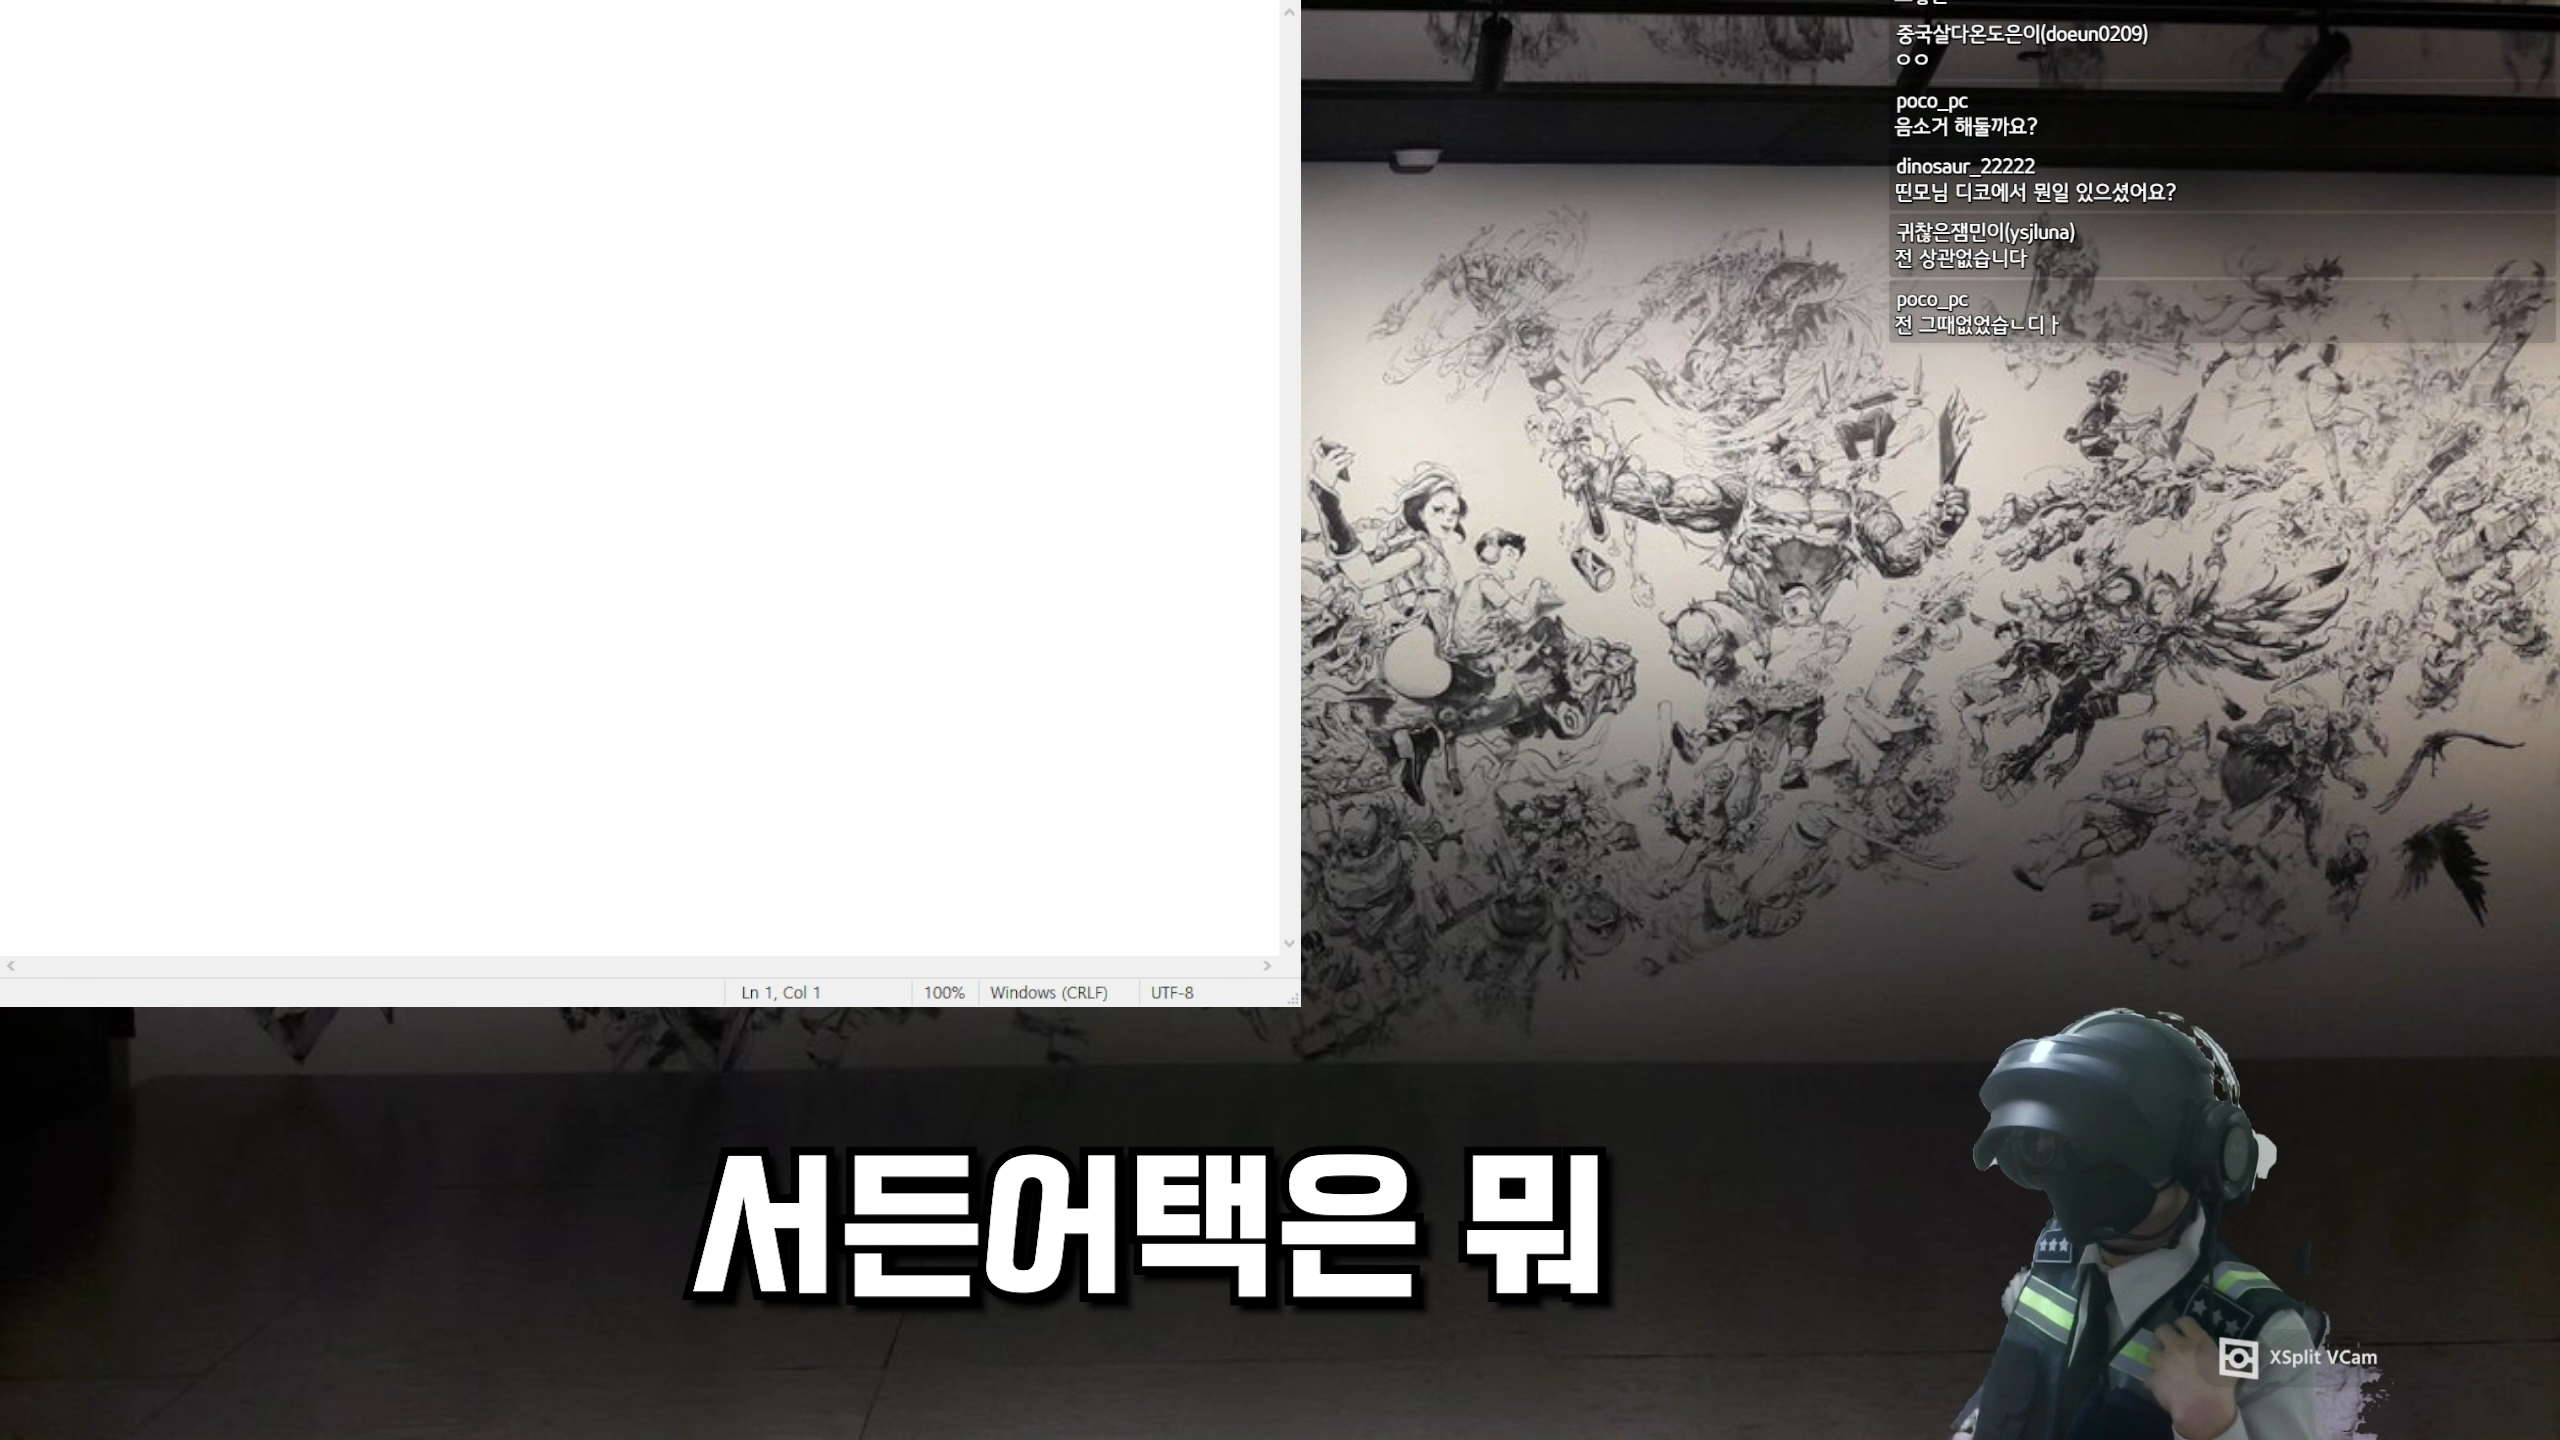 중국살다온도은이(doeun0209)
ㅇㅇ
poco_pc
음소거 해둘까요?
dinosaur_22222
띤모님 디코에서 뭔일 있으셨어요?
귀찮은잼민이(ysjluna)
전 상관없습니다
poco_pc
전 그때없었습ㄴ디ㅏ
Ln 1, Col 1
100%
Windows (CRLF)
UTF-8
서든어택은 뭐
XSplit VCam